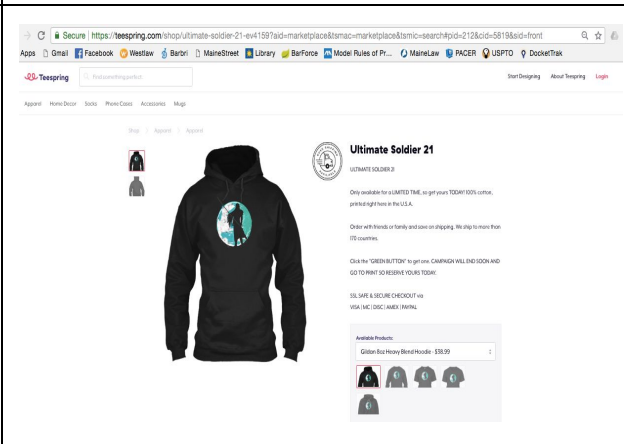 Secure | https://teespring.com/shop/ultimate-soldier-21-ev4159?aid=marketplace&tsmac=marketplace&tsmic=search#pid=212&cid=5819&sid=front
Apps Gmail Facebook Westlaw Barbri MaineStreet Library BarForce Model Rules of Pr... MaineLaw PACER USPTO DocketTrak
Teespring Find something perfect Start Designing About Teespring Login
Apparel Home Decor Socks Phone Cases Accessories Mugs
Shop Apparel Apparel
Ultimate Soldier 21
ULTIMATE SOLDIER 21
Only available for a LIMITED TIME, so get yours TODAY! 100% cotton,
printed right here in the U.S.A.
Order with friends or family and save on shipping. We ship to more than
170 countries.
Click the "GREEN BUTTON" to get one. CAMPAIGN WILL END SOON AND
GO TO PRINT SO RESERVE YOURS TODAY.
SSL SAFE & SECURE CHECKOUT via
VISA | MC | DISC | AMEX | PAYPAL
Available Products:
Gildan 8oz Heavy Blend Hoodie - $38.99